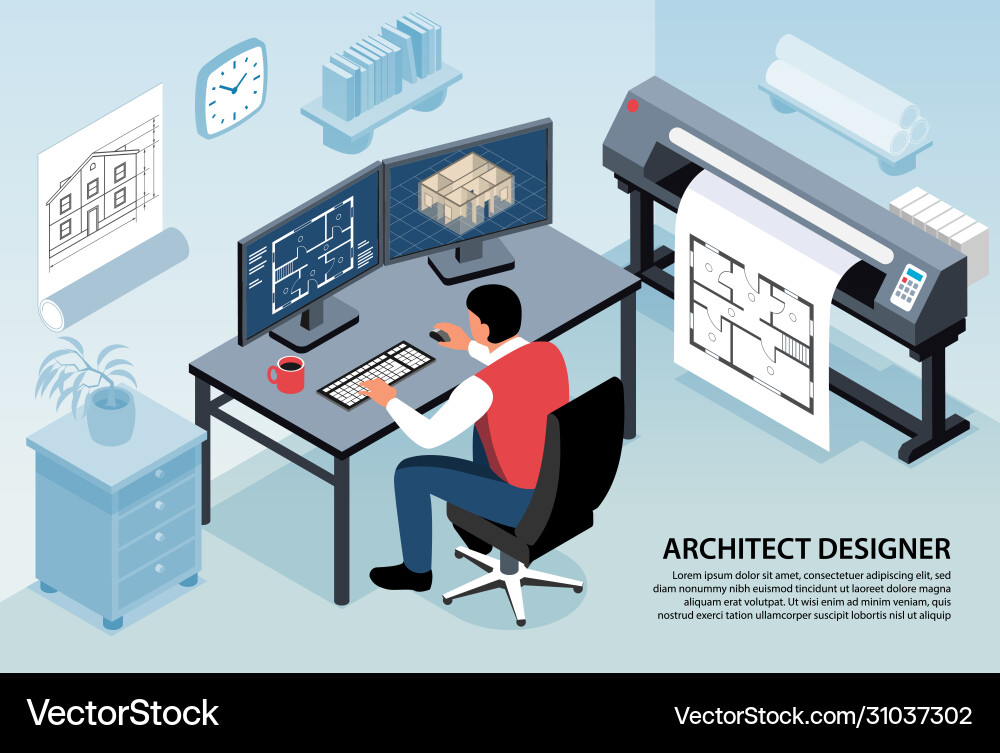 ARCHITECT DESIGNER
Lorem ipsum dolor sit amet, consectetuer adipiscing elit, sed
diam nonummy nibh euismod tincidunt ut laoreet dolore magna
aliquam erat volutpat. Ut wisi enim ad minim veniam, quis
nostrud exerci tation ullamcorper suscipit lobortis nisl ut aliquip
VectorStock
VectorStock.com/31037302